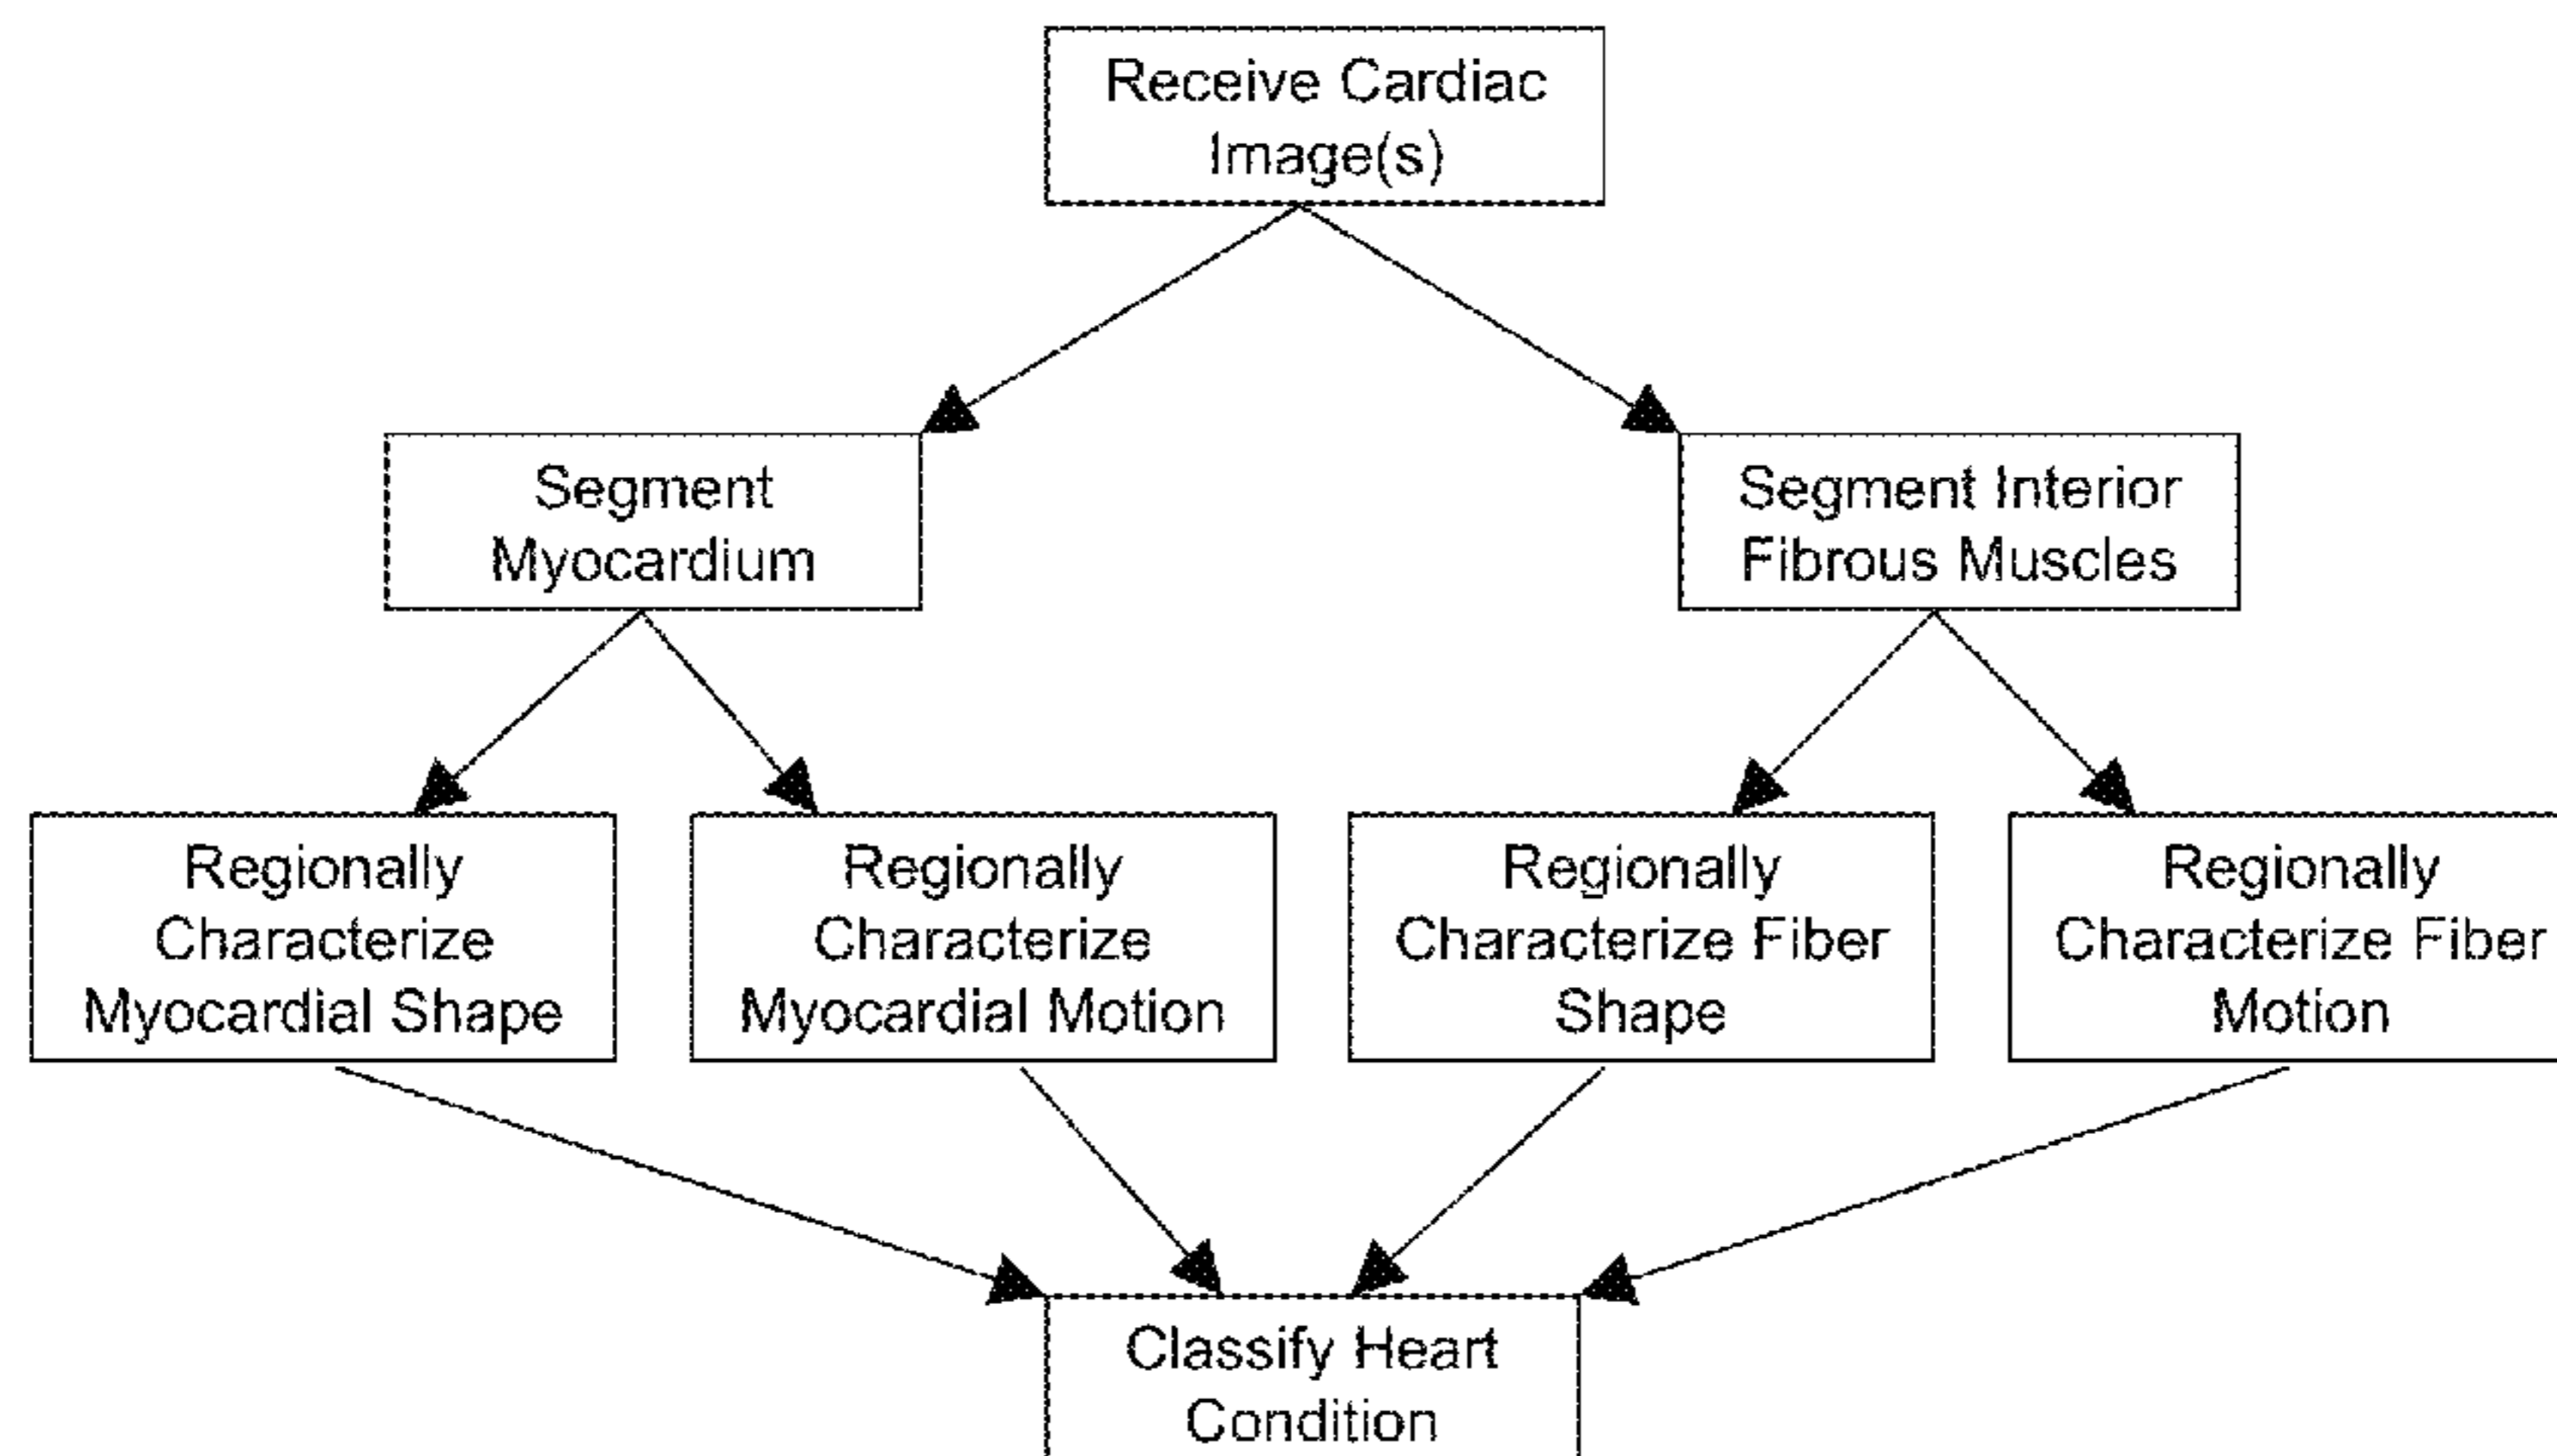 Receive Cardiac
Image(s)
Segment
Myocardium
Segment Interior
Fibrous Muscles
Regionally
Characterize
Myocardial Shape
Regionally
Characterize
Myocardial Motion
Regionally
Characterize Fiber
Shape
Regionally
Characterize Fiber
Motion
Classify Heart
Condition